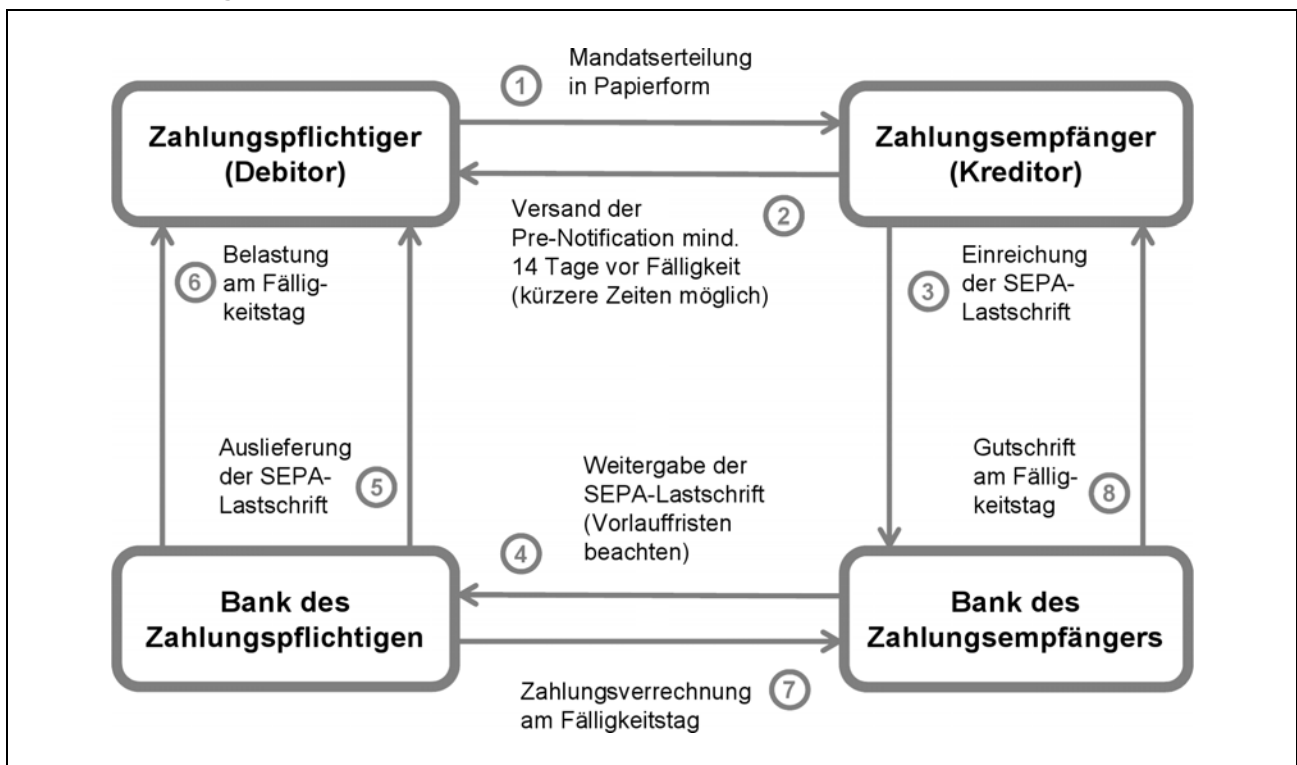 1
Mandatserteilung
in Papierform
Zahlungspflichtiger
(Debitor)
Zahlungsempfänger
(Kreditor)
Versand der
Pre-Notification mind.
14 Tage vor Fälligkeit
(kürzere Zeiten möglich)
2
6
Belastung
am Fällig-
keitstag
3
Einreichung
der SEPA-
Lastschrift
Auslieferung
der SEPA-
Lastschrift
5
Weitergabe der
SEPA-Lastschrift
(Vorlauffristen
beachten)
4
Gutschrift
am Fällig-
keitstag
8
Bank des
Zahlungspflichtigen
Bank des
Zahlungsempfängers
Zahlungsverrechnung
am Fälligkeitstag
7